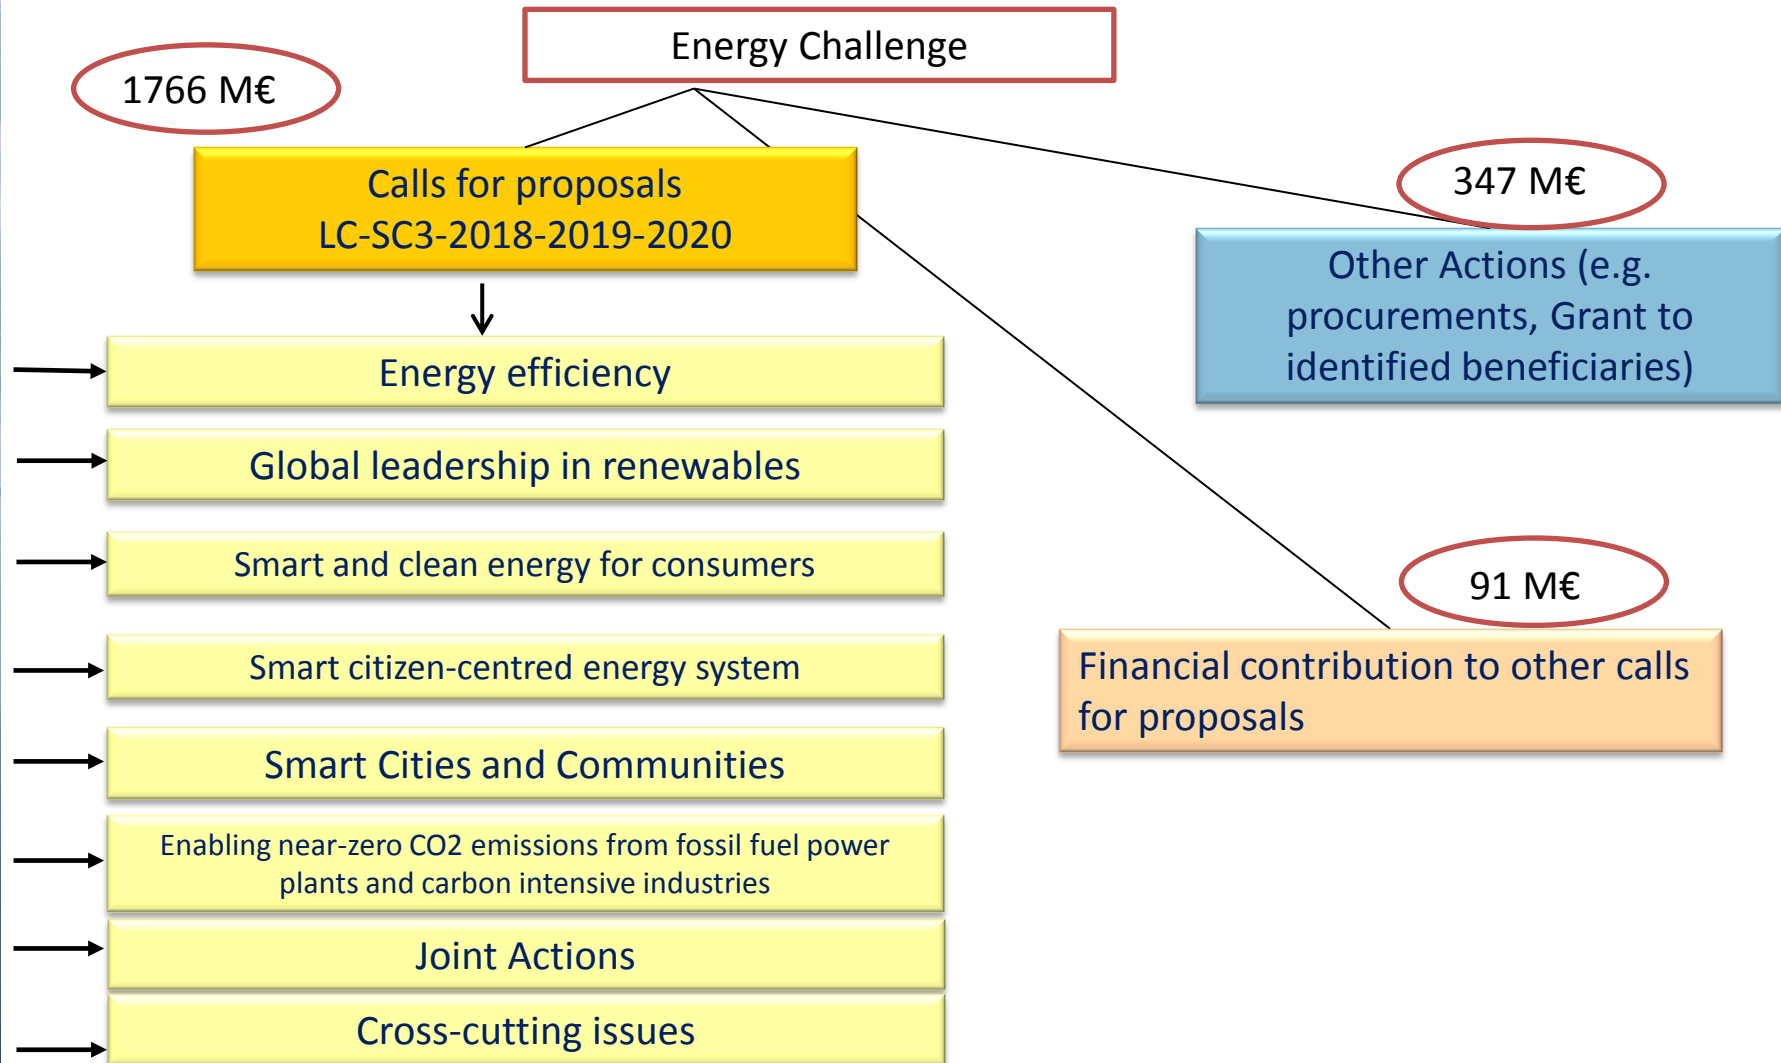 Energy Challenge
1766 M€
Calls for proposals
LC-SC3-2018-2019-2020
347 M€
Other Actions (e.g.
procurements, Grant to
identified beneficiaries)
Energy efficiency
Global leadership in renewables
Smart and clean energy for consumers
91 M€
Smart citizen-centred energy system
Financial contribution to other calls
for proposals
Smart Cities and Communities
Enabling near-zero CO2 emissions from fossil fuel power
plants and carbon intensive industries
Joint Actions
Cross-cutting issues